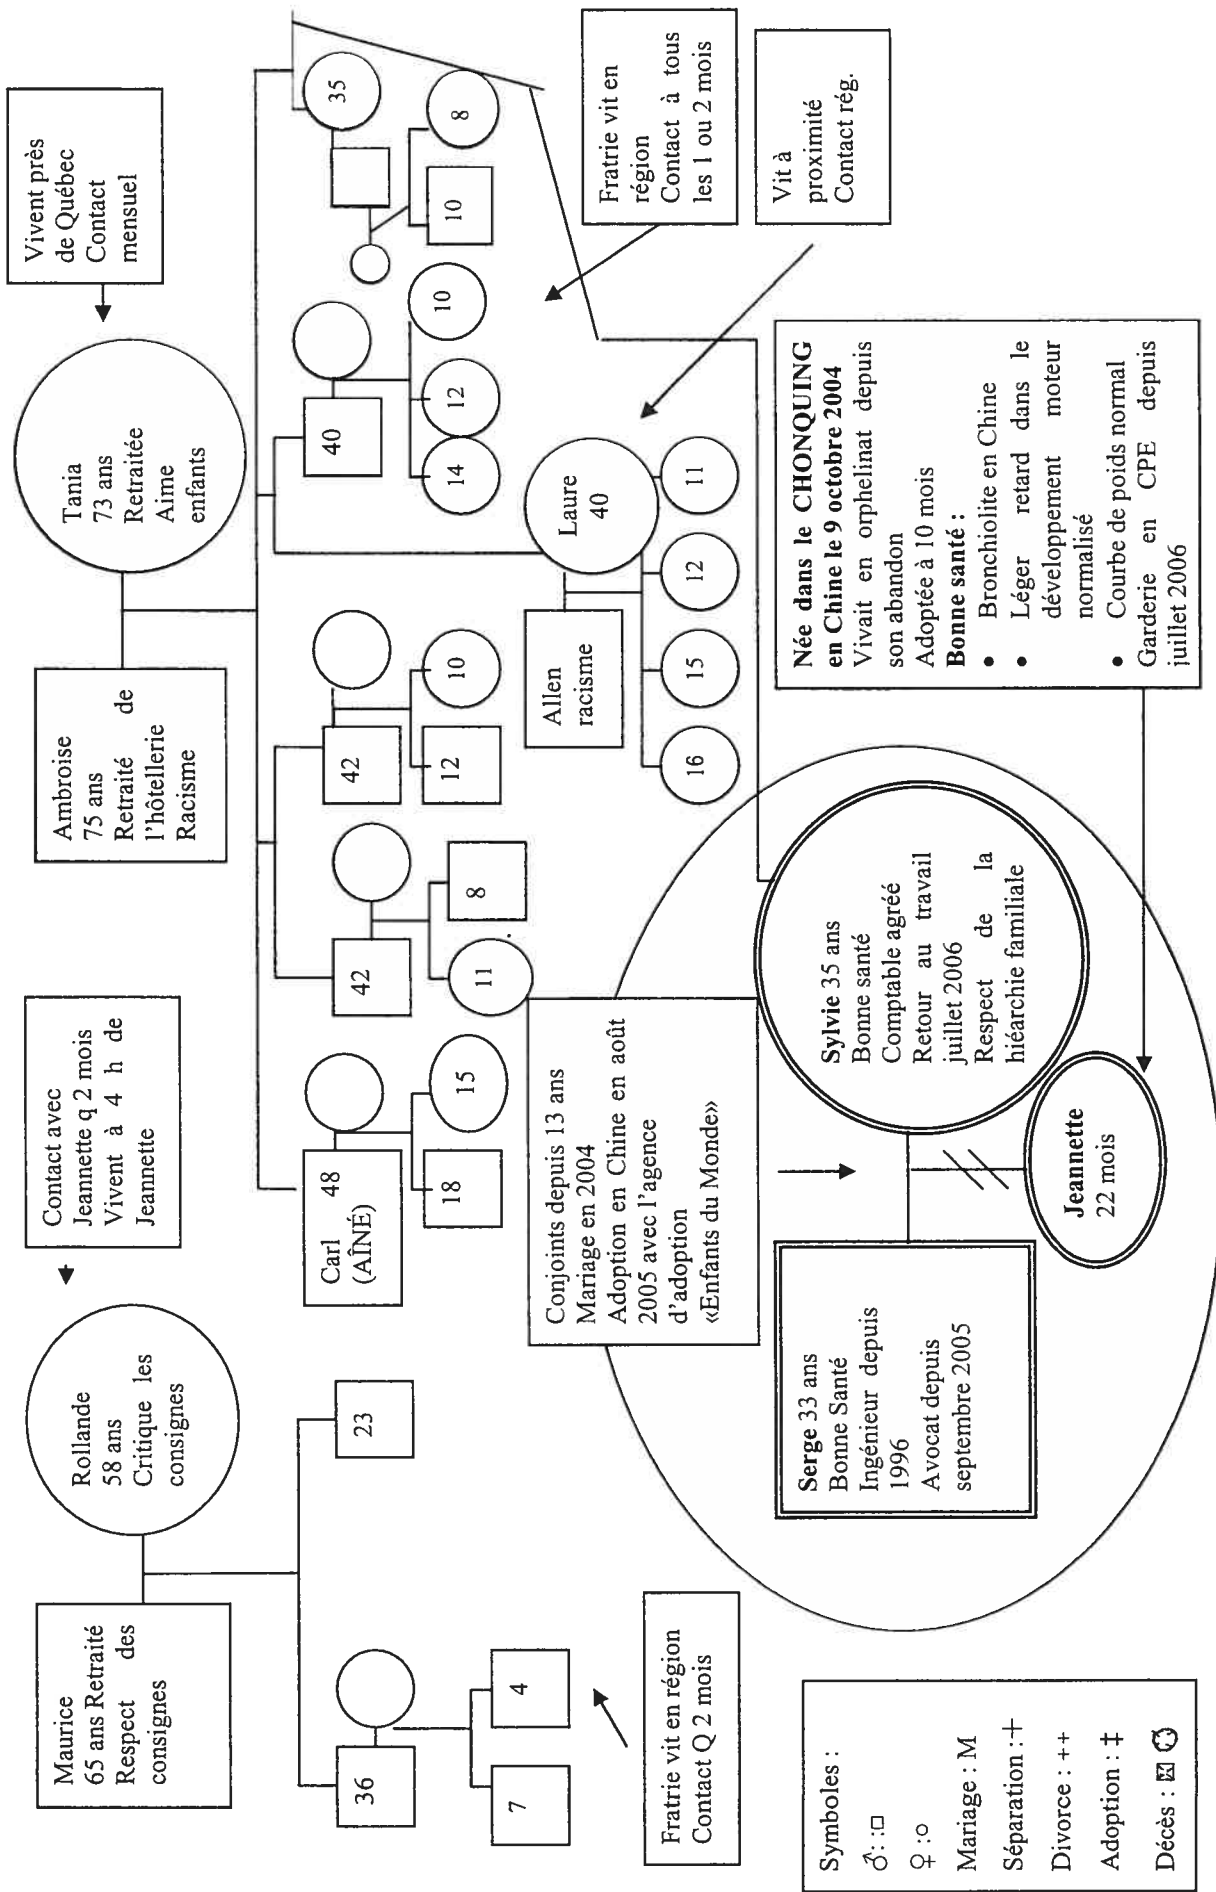 Maurice
65 ans Retraité
Respect des
consignes
Rollande
58 ans
Critique les
consignes
Contact avec
Jeannette q 2 mois
Vivent à 4 h de
Jeannette
Ambroise
75 ans
Retraité de
l'hôtellerie
Racisme
Tania
73 ans
Retraitée
Aime
enfants
Vivent près
de Québec
Contact
mensuel
36
23
7
4
Fratrie vit en région
Contact Q 2 mois
Carl 48
(AÎNÉ)
18
15
42
11
8
42
12
10
Allen
racisme
Laure
40
16
15
12
11
40
14
12
10
35
10
8
Fratrie vit en
région
Contact à tous
les 1 ou 2 mois
Vit à
proximité
Contact rég.
Conjoints depuis 13 ans
Mariage en 2004
Adoption en Chine en août
2005 avec l'agence
d'adoption
«Enfants du Monde»
Serge 33 ans
Bonne Santé
Ingénieur depuis
1996
Avocat depuis
septembre 2005
Sylvie 35 ans
Bonne santé
Comptable agréé
Retour au travail
juillet 2006
Respect de la
hiéarchie familiale
Jeannette
22 mois
Née dans le CHONQUING
en Chine le 9 octobre 2004
Vivait en orphelinat depuis
son abandon
Adoptée à 10 mois
Bonne santé :
• Bronchiolite en Chine
• Léger retard dans le
développement moteur
normalisé
• Courbe de poids normal
Garderie en CPE depuis
juillet 2006
Symboles :
♂: :□
♀ :○
Mariage : M
Séparation :+
Divorce : ++
Adoption : ‡
Décès :